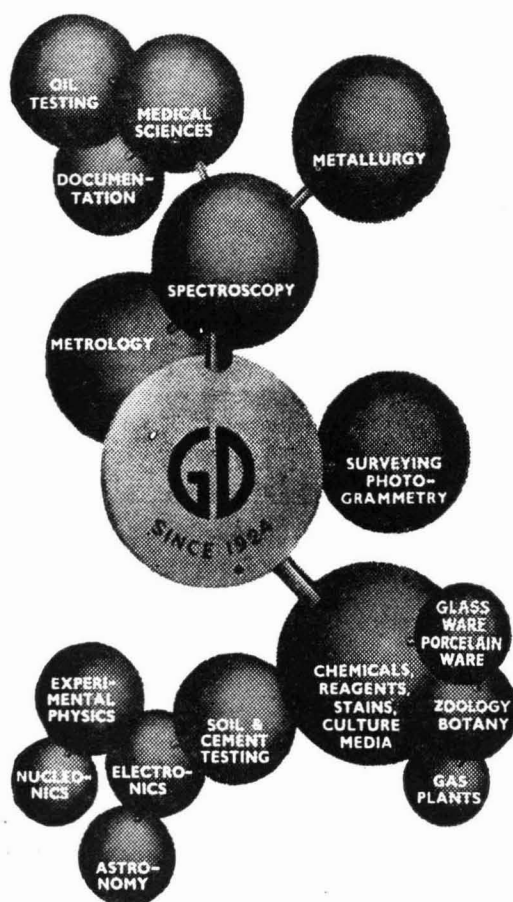 OIL
TESTING
MEDICAL
SCIENCES
DOCUMEN-
TATION
METALLURGY
SPECTROSCOPY
METROLOGY
GD
SINCE 1924
SURVEYING
PHOTO-
GRAMMETRY
GLASS
WARE
PORCELAIN
WARE
CHEMICALS,
REAGENTS,
STAINS,
CULTURE
MEDIA
ZOOLOGY
BOTANY
GAS
PLANTS
SOIL &
CEMENT
TESTING
EXPERI-
MENTAL
PHYSICS
ELECTRO-
NICS
NUCLEO-
NICS
ASTRO-
NOMY